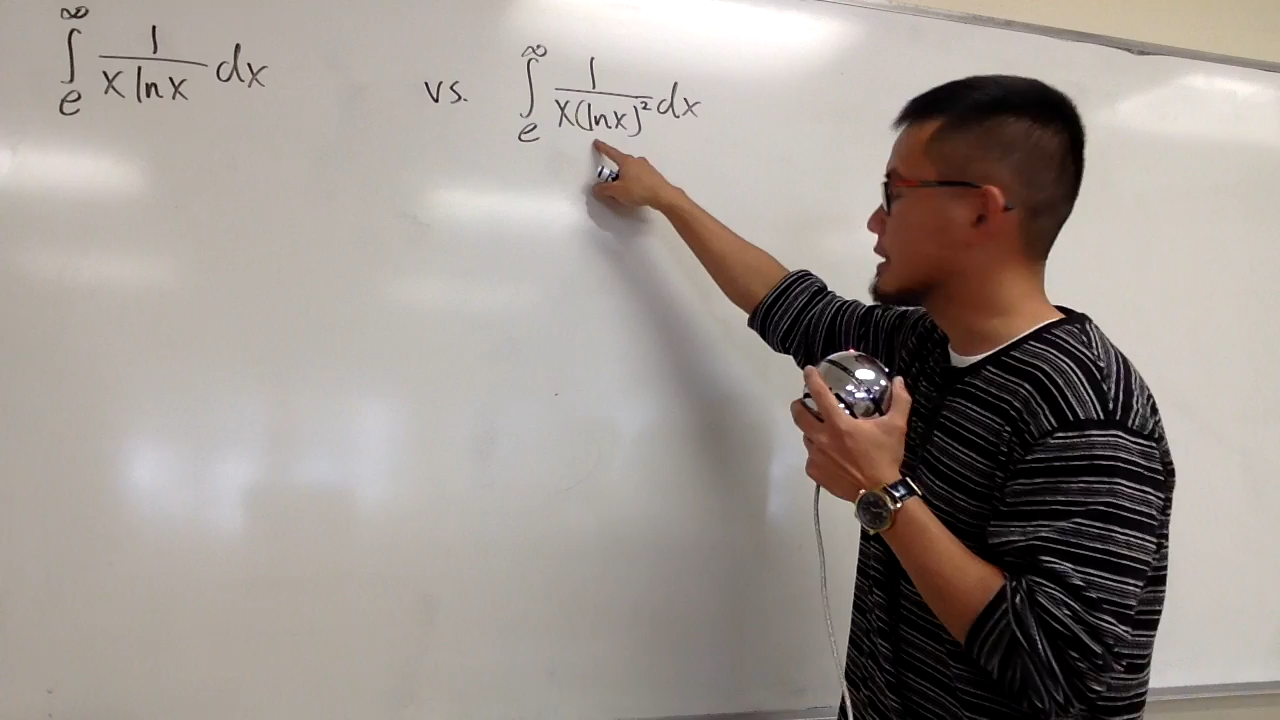 ∫_e^∞ 1/(x ln x) dx vs. ∫_e^∞ 1/(x(ln x)²) dx